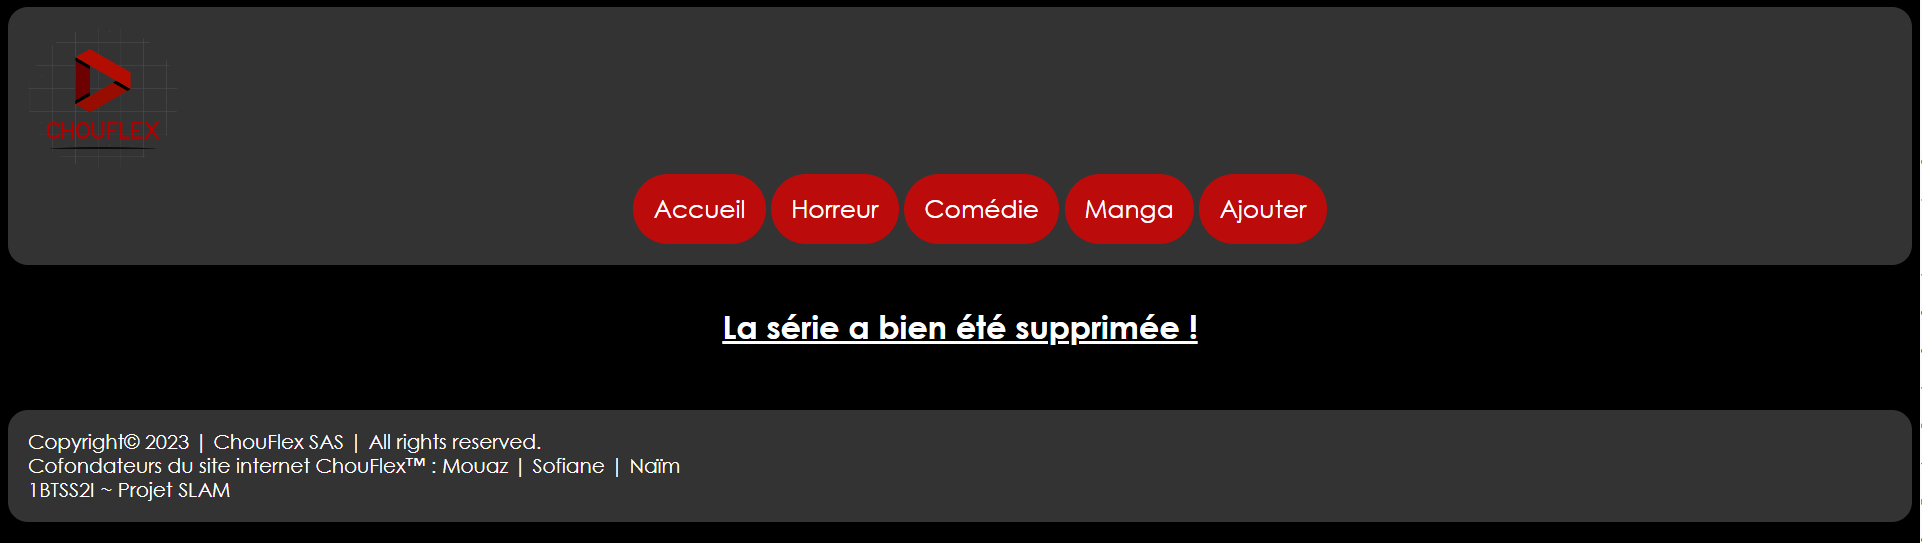 CHOUFLEX
Accueil Horreur Comédie Manga Ajouter
La série a bien été supprimée !
Copyright© 2023 | ChouFlex SAS | All rights reserved.
Cofondateurs du site internet ChouFlex™ : Mouaz | Sofiane | Naïm
1BTSS2I ~ Projet SLAM